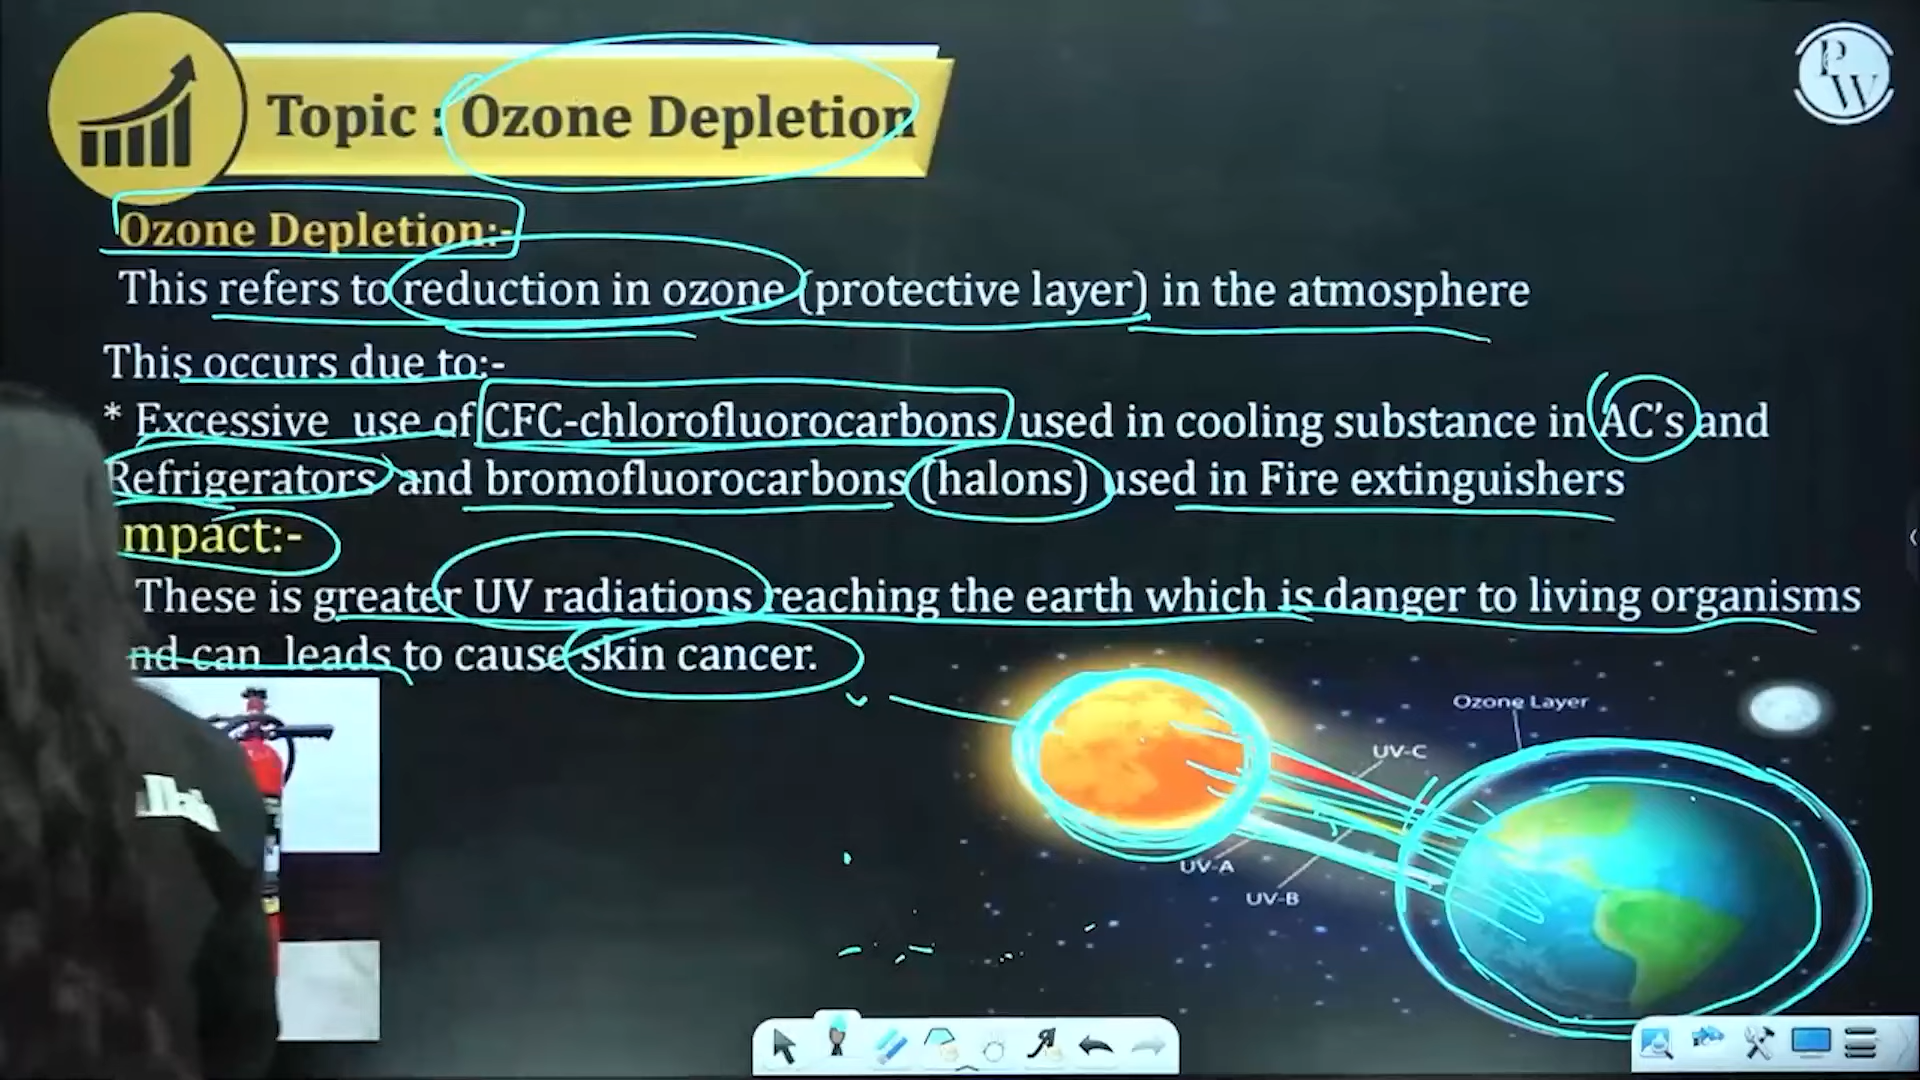 PW
Topic : Ozone Depletion
Ozone Depletion:-
This refers to reduction in ozone (protective layer) in the atmosphere
This occurs due to:-
* Excessive use of CFC-chlorofluorocarbons used in cooling substance in AC's and
Refrigerators and bromofluorocarbons (halons) used in Fire extinguishers
mpact:-
These is greater UV radiations reaching the earth which is danger to living organisms
nd can leads to cause skin cancer.
Ozone Layer
UV-C
UV-A
UV-B